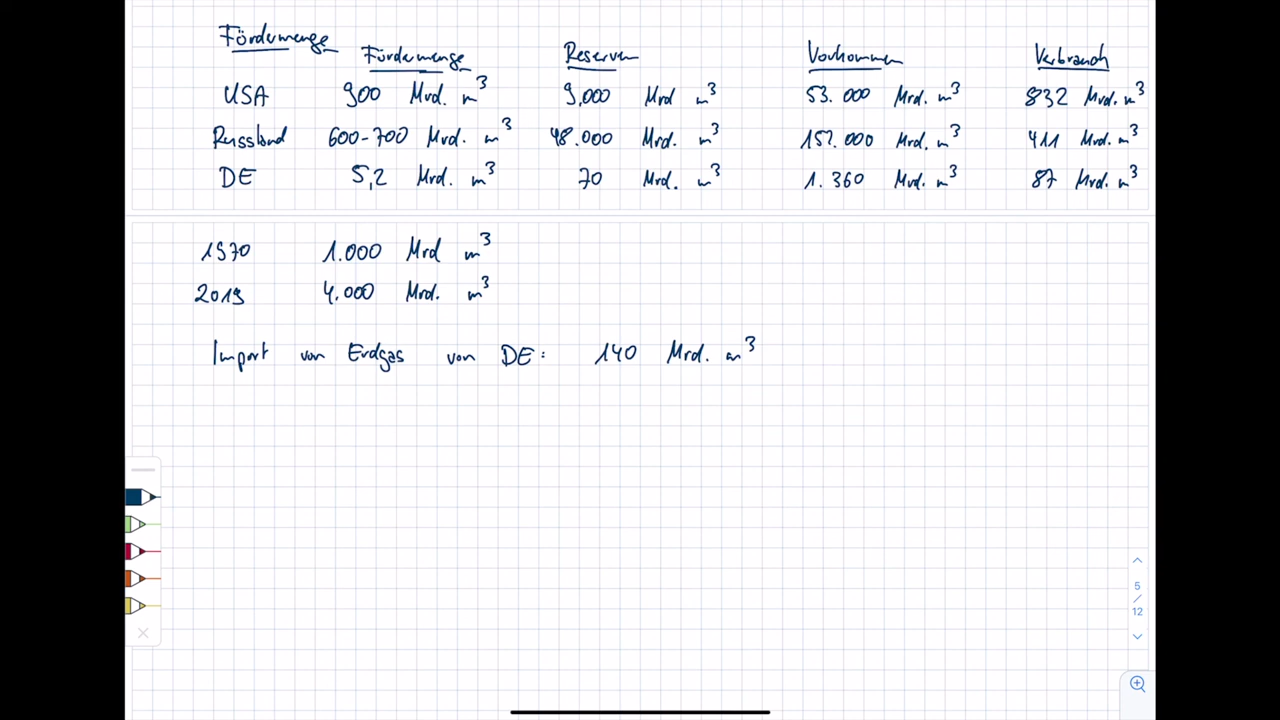 Fördermenge
Fördermenge Reserven Vorkommen Verbrauch
USA 900 Mrd. m³ 9.000 Mrd m³ 53.000 Mrd. m³ 832 Mrd. m³
Russland 600-700 Mrd. m³ 48.000 Mrd. m³ 152.000 Mrd. m³ 411 Mrd. m³
DE 5,2 Mrd. m³ 70 Mrd. m³ 1.360 Mrd. m³ 87 Mrd. m³
1970 1.000 Mrd m³
2019 4.000 Mrd. m³
Import von Erdgas von DE: 140 Mrd. m³
5
/
12